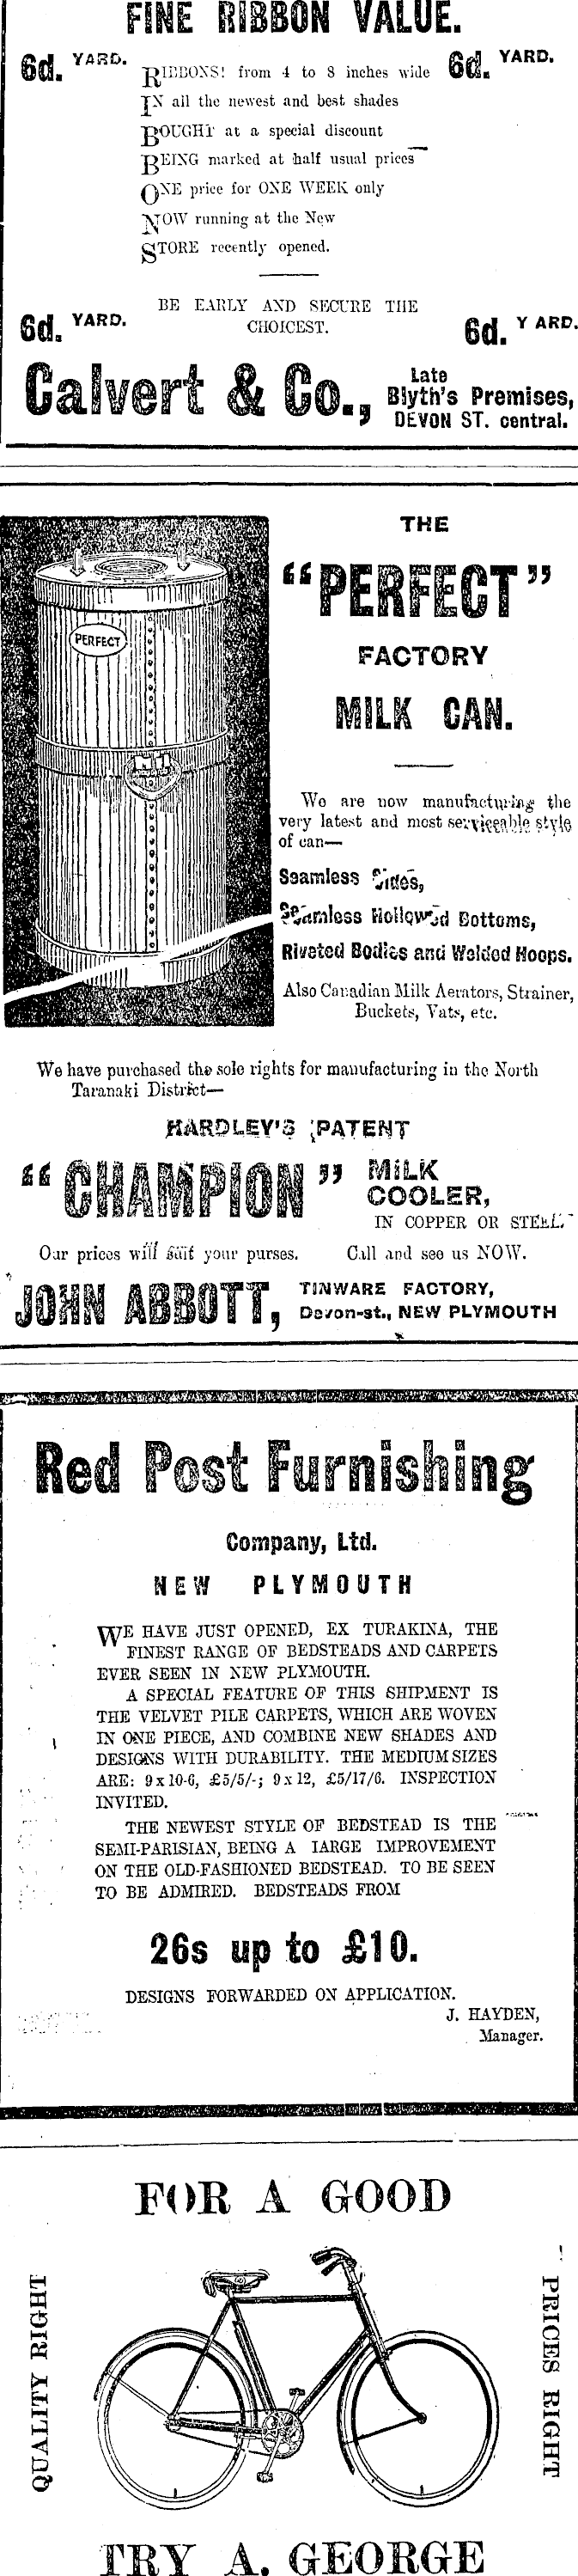 FINE RIBBON VALUE.
6d. YARD.
6d. YARD.
RIBBONS! from 4 to 8 inches wide
IN all the newest and best shades
BOUGHT at a special discount
BEING marked at half usual prices
ONE price for ONE WEEK only
NOW running at the New
STORE recently opened.
BE EARLY AND SECURE THE
CHOICEST.
6d. YARD.
6d. YARD.
Calvert & Co.,
Late
Blyth's Premises,
DEVON ST. central.
PERFECT
THE
"PERFECT"
FACTORY
MILK CAN.
We are now manufacturing the
very latest and most serviceable style
of can—
Seamless Sides,
Seamless Hollowed Bottoms,
Riveted Bodies and Welded Hoops.
Also Canadian Milk Aerators, Strainer,
Buckets, Vats, etc.
We have purchased the sole rights for manufacturing in the North
Taranaki District—
HARDLEY'S PATENT
"CHAMPION"
MILK
COOLER,
IN COPPER OR STEEL.
Our prices will suit your purses. Call and see us NOW.
JOHN ABBOTT,
TINWARE FACTORY,
Devon-st., NEW PLYMOUTH
Red Post Furnishing
Company, Ltd.
NEW PLYMOUTH
WE HAVE JUST OPENED, EX TURAKINA, THE
FINEST RANGE OF BEDSTEADS AND CARPETS
EVER SEEN IN NEW PLYMOUTH.
A SPECIAL FEATURE OF THIS SHIPMENT IS
THE VELVET PILE CARPETS, WHICH ARE WOVEN
IN ONE PIECE, AND COMBINE NEW SHADES AND
DESIGNS WITH DURABILITY. THE MEDIUM SIZES
ARE: 9 x 10-6, £5/5/-; 9 x 12, £5/17/6. INSPECTION
INVITED.
THE NEWEST STYLE OF BEDSTEAD IS THE
SEMI-PARISIAN, BEING A LARGE IMPROVEMENT
ON THE OLD-FASHIONED BEDSTEAD. TO BE SEEN
TO BE ADMIRED. BEDSTEADS FROM
26s up to £10.
DESIGNS FORWARDED ON APPLICATION.
J. HAYDEN,
Manager.
FOR A GOOD
QUALITY RIGHT
PRICES RIGHT
TRY A. GEORGE